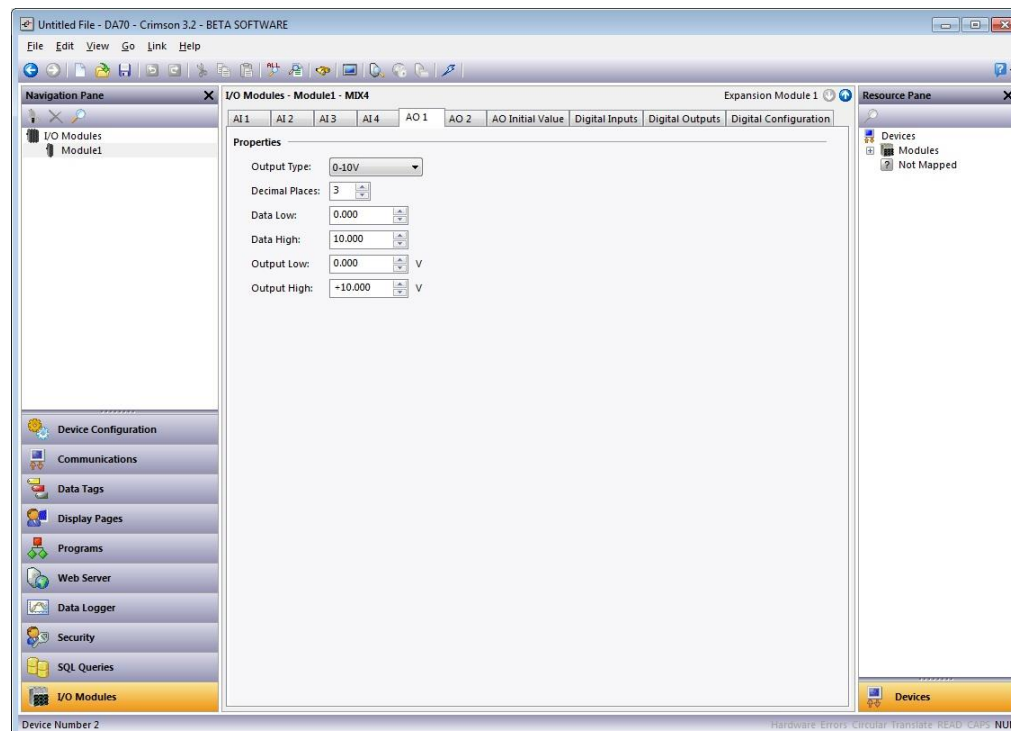 Untitled File - DA70 - Crimson 3.2 - BETA SOFTWARE
File Edit View Go Link Help
Navigation Pane
I/O Modules - Module1 - MIX4
Expansion Module 1
Resource Pane
I/O Modules
Module1
AI 1 AI 2 AI 3 AI 4 AO 1 AO 2 AO Initial Value Digital Inputs Digital Outputs Digital Configuration
Properties
Output Type: 0-10V
Decimal Places: 3
Data Low: 0.000
Data High: 10.000
Output Low: 0.000 V
Output High: +10.000 V
Devices
Modules
Not Mapped
Device Configuration
Communications
Data Tags
Display Pages
Programs
Web Server
Data Logger
Security
SQL Queries
I/O Modules
Devices
Device Number 2
Hardware Errors Circular Translate READ CAPS NUM